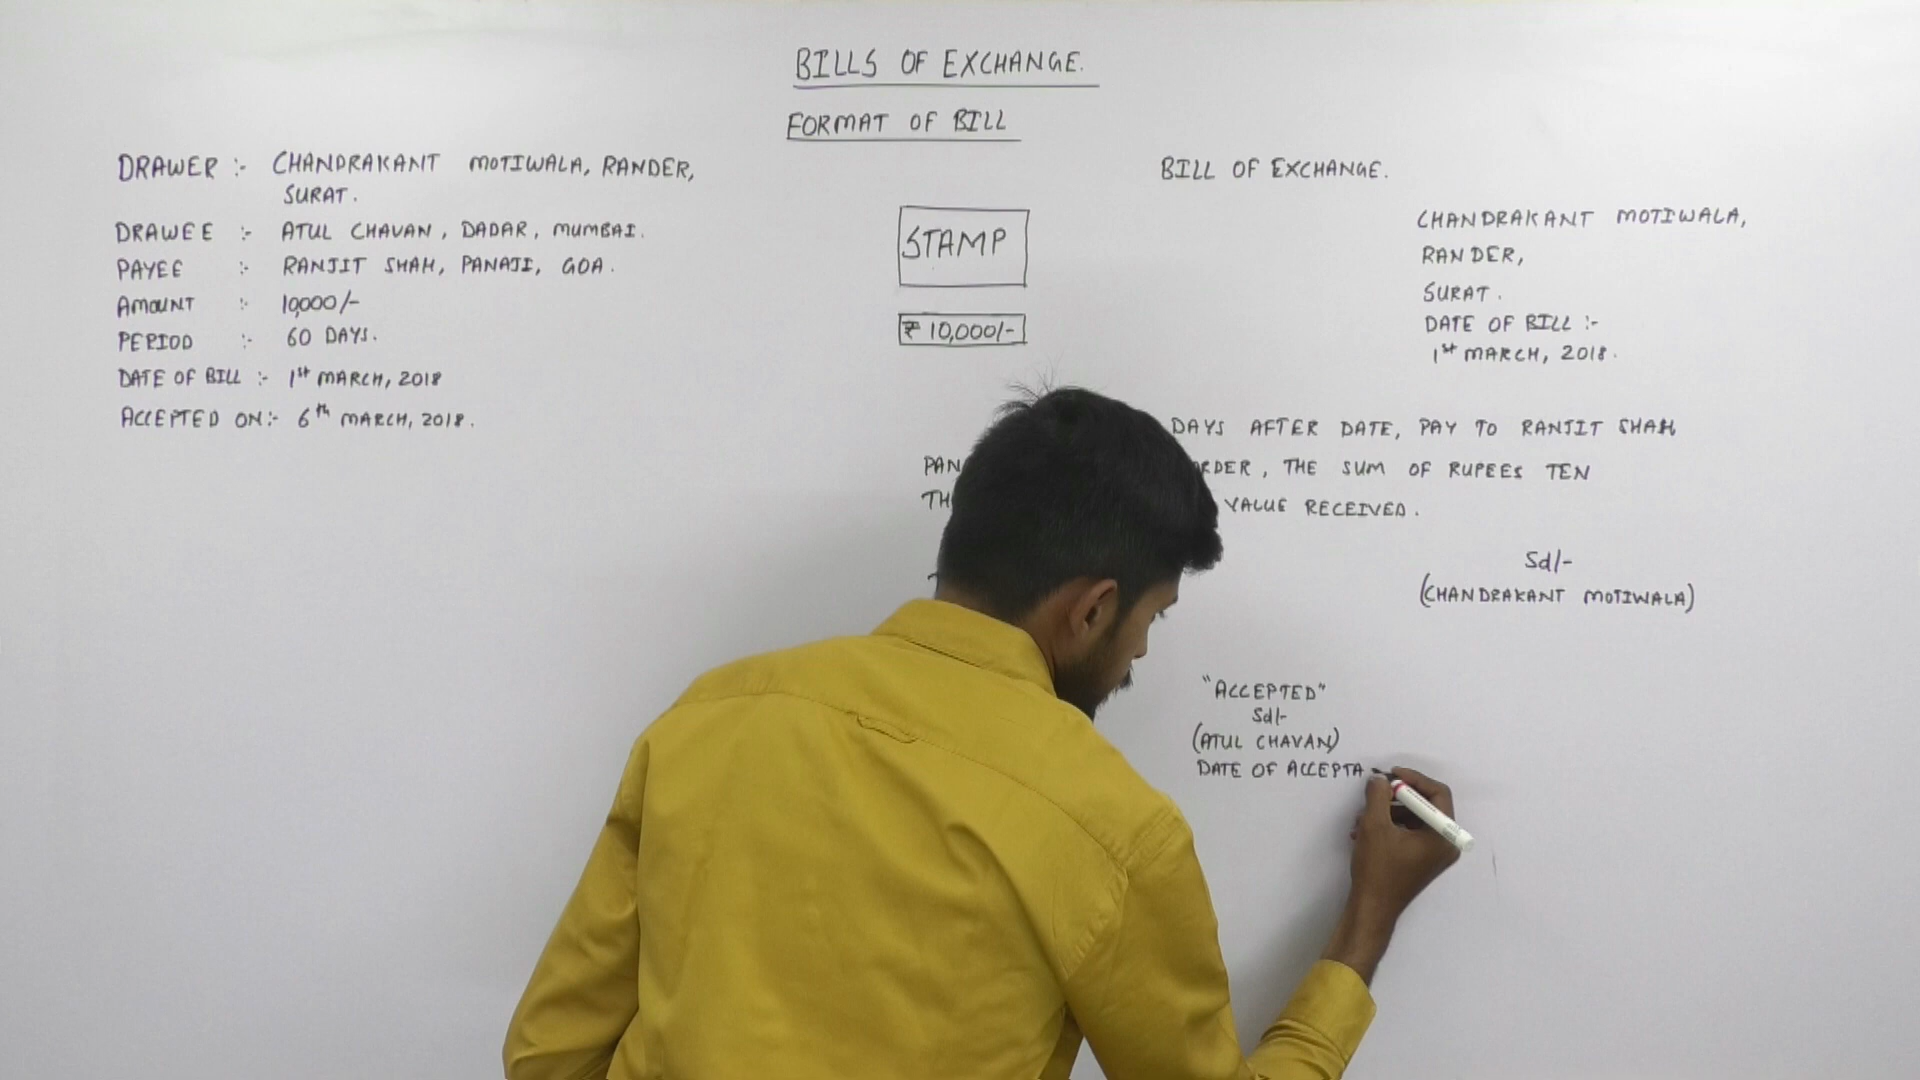 BILLS OF EXCHANGE.
FORMAT OF BILL
DRAWER :- CHANDRAKANT MOTIWALA, RANDER,
SURAT.
DRAWEE :- ATUL CHAVAN, DADAR, MUMBAI.
PAYEE :- RANJIT SHAH, PANAJI, GOA.
AMOUNT :- 10,000/-
PERIOD :- 60 DAYS.
DATE OF BILL :- 1st MARCH, 2018
ACCEPTED ON:- 6th MARCH, 2018.
BILL OF EXCHANGE.
STAMP
₹ 10,000/-
CHANDRAKANT MOTIWALA,
RANDER,
SURAT.
DATE OF BILL :-
1st MARCH, 2018.
DAYS AFTER DATE, PAY TO RANJIT SHAH
PAN RDER, THE SUM OF RUPEES TEN
TH VALUE RECEIVED.
Sd/-
(CHANDRAKANT MOTIWALA)
"ACCEPTED"
Sd/-
(ATUL CHAVAN)
DATE OF ACCEPTA